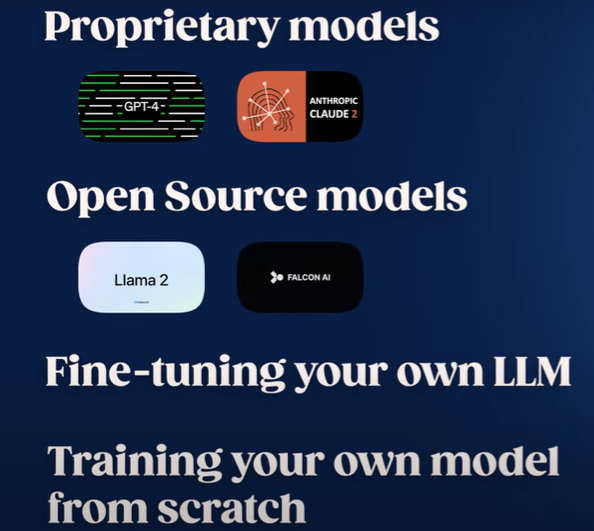 Proprietary models
GPT-4
ANTHROPIC
CLAUDE 2
Open Source models
Llama 2
FALCON AI
Fine-tuning your own LLM
Training your own model
from scratch